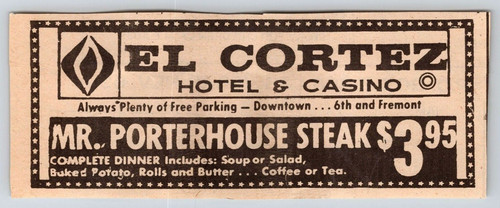 EL CORTEZ
HOTEL & CASINO
Always Plenty of Free Parking — Downtown ... 6th and Fremont
MR. PORTERHOUSE STEAK $3.95
COMPLETE DINNER Includes: Soup or Salad,
Baked Potato, Rolls and Butter ... Coffee or Tea.